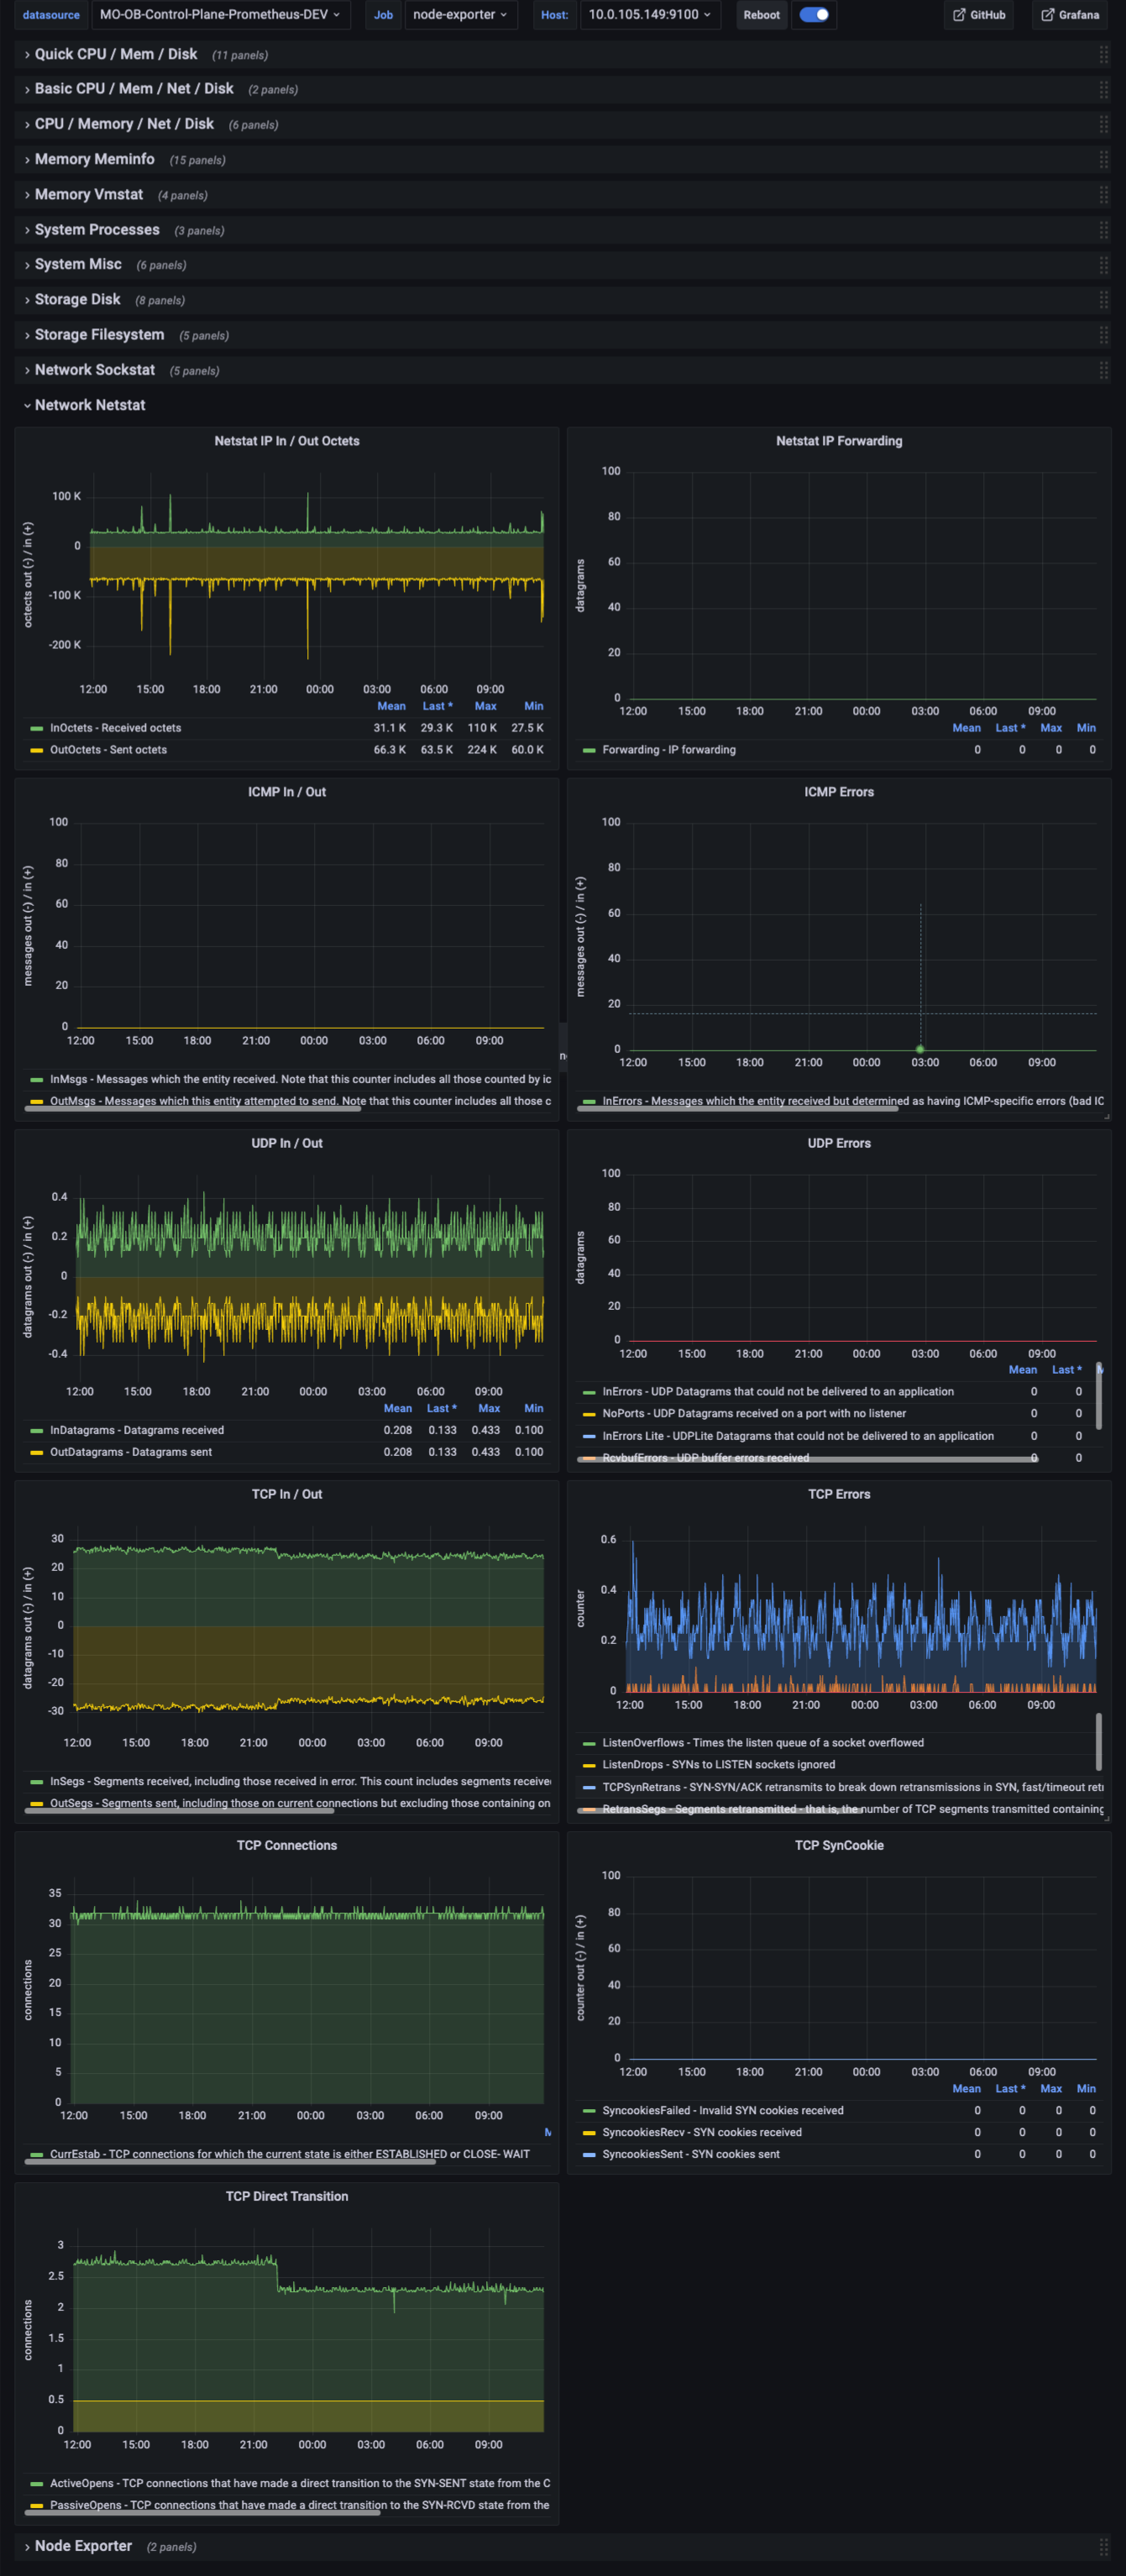 datasource MO-OB-Control-Plane-Prometheus-DEV Job node-exporter Host: 10.0.105.149:9100 Reboot GitHub Grafana
Quick CPU / Mem / Disk (11 panels)
Basic CPU / Mem / Net / Disk (2 panels)
CPU / Memory / Net / Disk (6 panels)
Memory Meminfo (15 panels)
Memory Vmstat (4 panels)
System Processes (3 panels)
System Misc (6 panels)
Storage Disk (8 panels)
Storage Filesystem (5 panels)
Network Sockstat (5 panels)
Network Netstat
Netstat IP In / Out Octets
octects out (-) / in (+)
100 K
0
-100 K
-200 K
12:00 15:00 18:00 21:00 00:00 03:00 06:00 09:00
Mean Last * Max Min
InOctets - Received octets 31.1 K 29.3 K 110 K 27.5 K
OutOctets - Sent octets 66.3 K 63.5 K 224 K 60.0 K
Netstat IP Forwarding
datagrams
100
80
60
40
20
0
12:00 15:00 18:00 21:00 00:00 03:00 06:00 09:00
Mean Last * Max Min
Forwarding - IP forwarding 0 0 0 0
ICMP In / Out
messages out (-) / in (+)
100
80
60
40
20
0
12:00 15:00 18:00 21:00 00:00 03:00 06:00 09:00
InMsgs - Messages which the entity received. Note that this counter includes all those counted by ic
OutMsgs - Messages which this entity attempted to send. Note that this counter includes all those c
ICMP Errors
messages out (-) / in (+)
100
80
60
40
20
0
12:00 15:00 18:00 21:00 00:00 03:00 06:00 09:00
InErrors - Messages which the entity received but determined as having ICMP-specific errors (bad IC
UDP In / Out
datagrams out (-) / in (+)
0.4
0.2
0
-0.2
-0.4
12:00 15:00 18:00 21:00 00:00 03:00 06:00 09:00
Mean Last * Max Min
InDatagrams - Datagrams received 0.208 0.133 0.433 0.100
OutDatagrams - Datagrams sent 0.208 0.133 0.433 0.100
UDP Errors
datagrams
100
80
60
40
20
0
12:00 15:00 18:00 21:00 00:00 03:00 06:00 09:00
Mean Last *
InErrors - UDP Datagrams that could not be delivered to an application 0 0
NoPorts - UDP Datagrams received on a port with no listener 0 0
InErrors Lite - UDPLite Datagrams that could not be delivered to an application 0 0
RcvbufErrors - UDP buffer errors received 0 0
TCP In / Out
datagrams out (-) / in (+)
30
20
10
0
-10
-20
-30
12:00 15:00 18:00 21:00 00:00 03:00 06:00 09:00
InSegs - Segments received, including those received in error. This count includes segments receive
OutSegs - Segments sent, including those on current connections but excluding those containing on
TCP Errors
counter
0.6
0.4
0.2
0
12:00 15:00 18:00 21:00 00:00 03:00 06:00 09:00
ListenOverflows - Times the listen queue of a socket overflowed
ListenDrops - SYNs to LISTEN sockets ignored
TCPSynRetrans - SYN-SYN/ACK retransmits to break down retransmissions in SYN, fast/timeout retr
RetransSegs - Segments retransmitted - that is, the number of TCP segments transmitted containing
TCP Connections
connections
35
30
25
20
15
10
5
0
12:00 15:00 18:00 21:00 00:00 03:00 06:00 09:00
CurrEstab - TCP connections for which the current state is either ESTABLISHED or CLOSE- WAIT
TCP SynCookie
counter out (-) / in (+)
100
80
60
40
20
0
12:00 15:00 18:00 21:00 00:00 03:00 06:00 09:00
Mean Last * Max Min
SyncookiesFailed - Invalid SYN cookies received 0 0 0 0
SyncookiesRecv - SYN cookies received 0 0 0 0
SyncookiesSent - SYN cookies sent 0 0 0 0
TCP Direct Transition
connections
3
2.5
2
1.5
1
0.5
0
12:00 15:00 18:00 21:00 00:00 03:00 06:00 09:00
ActiveOpens - TCP connections that have made a direct transition to the SYN-SENT state from the C
PassiveOpens - TCP connections that have made a direct transition to the SYN-RCVD state from the
Node Exporter (2 panels)